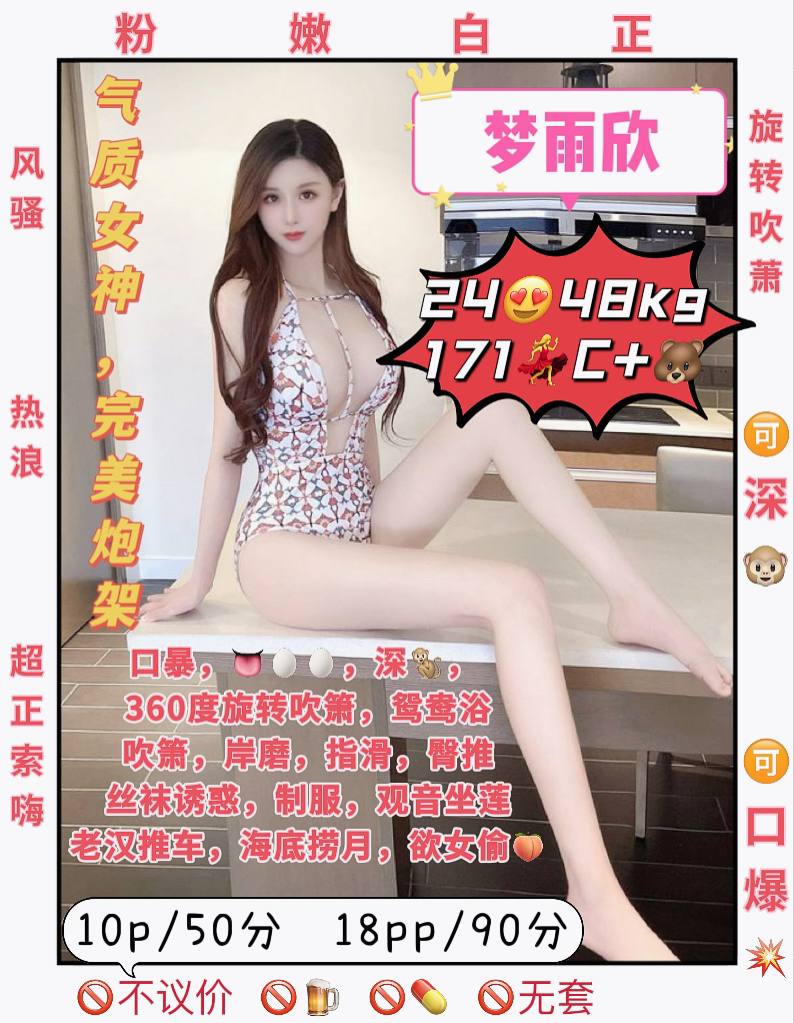 粉 嫩 白 正
气质女神，完美炮架
梦雨欣
24😍48kg
171💃C+🐻
风骚
热浪
超正索嗨
旋转吹萧
可深🐵
可口爆💥
口暴，👅🥚🥚，深🐒，
360度旋转吹箫，鸳鸯浴
吹箫，岸磨，指滑，臀推
丝袜诱惑，制服，观音坐莲
老汉推车，海底捞月，欲女偷🍑
10p/50分 18pp/90分
🚫不议价 🚫🍺 🚫💊 🚫无套